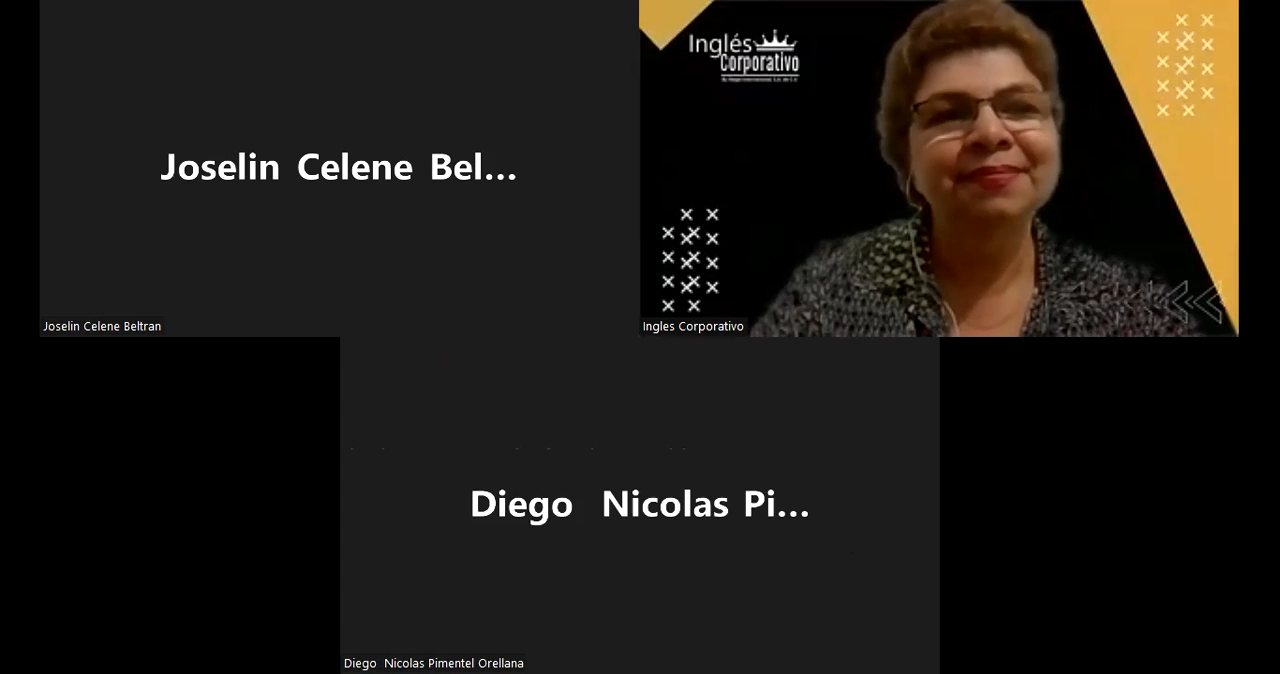 Joselin Celene Bel...
Joselin Celene Beltran
Inglés
Corporativo
Ingles Corporativo
Diego Nicolas Pi...
Diego Nicolas Pimentel Orellana